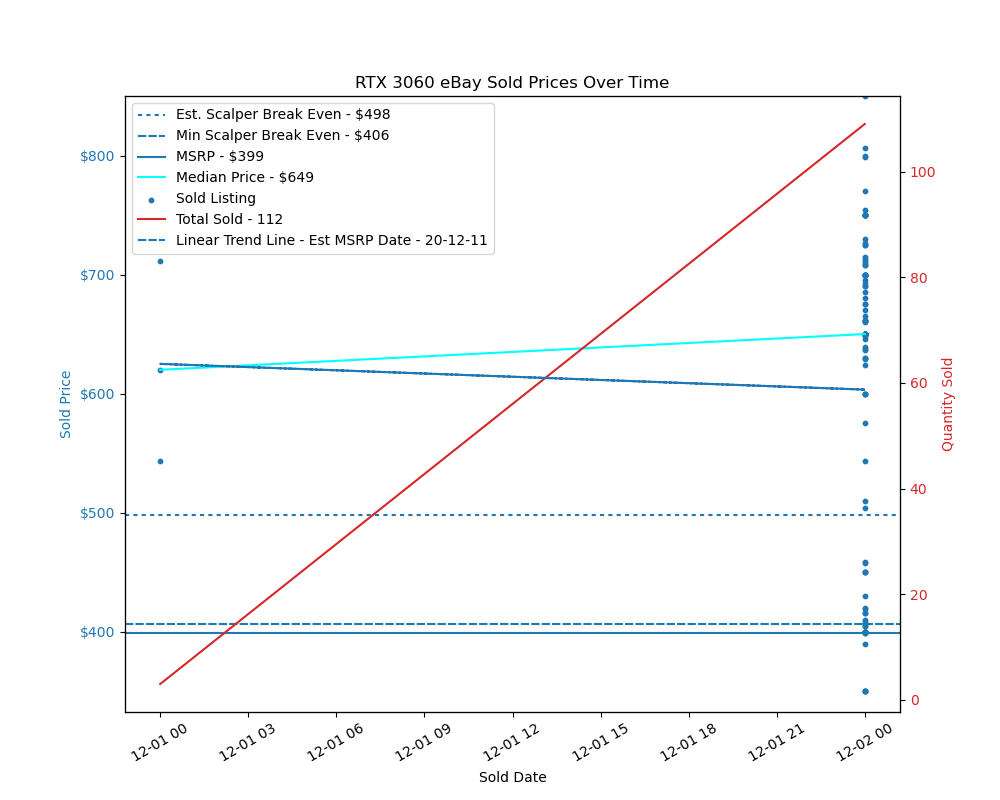 RTX 3060 eBay Sold Prices Over Time
Est. Scalper Break Even - $498
Min Scalper Break Even - $406
MSRP - $399
Median Price - $649
Sold Listing
Total Sold - 112
Linear Trend Line - Est MSRP Date - 20-12-11
$800
$700
$600
$500
$400
Sold Price
100
80
60
40
20
0
Quantity Sold
12-01 00
12-01 03
12-01 06
12-01 09
12-01 12
12-01 15
12-01 18
12-01 21
12-02 00
Sold Date